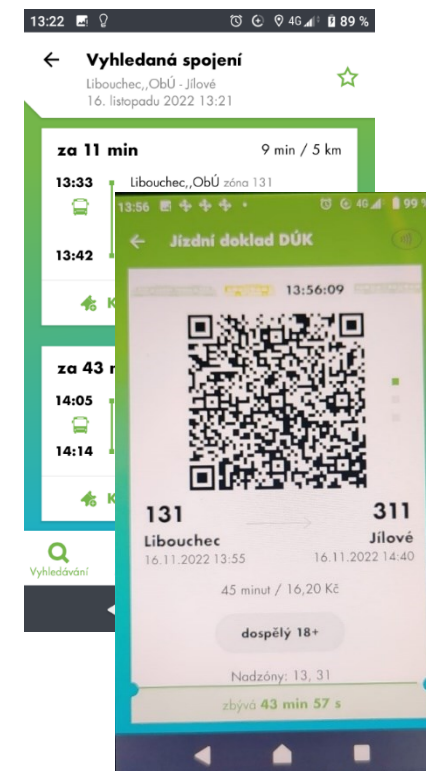 13:22 4G 89 %
Vyhledaná spojení
Libouchec,,ObÚ - Jílové
16. listopadu 2022 13:21
za 11 min 9 min / 5 km
13:33 Libouchec,,ObÚ zóna 131
13:42
K
za 43 m
14:05
14:14
K
Vyhledávání
13:56 4G 99 %
Jízdní doklad DÚK
13:56:09
131 311
Libouchec Jílové
16.11.2022 13:55 16.11.2022 14:40
45 minut / 16,20 Kč
dospělý 18+
Nadzóny: 13, 31
zbývá 43 min 57 s